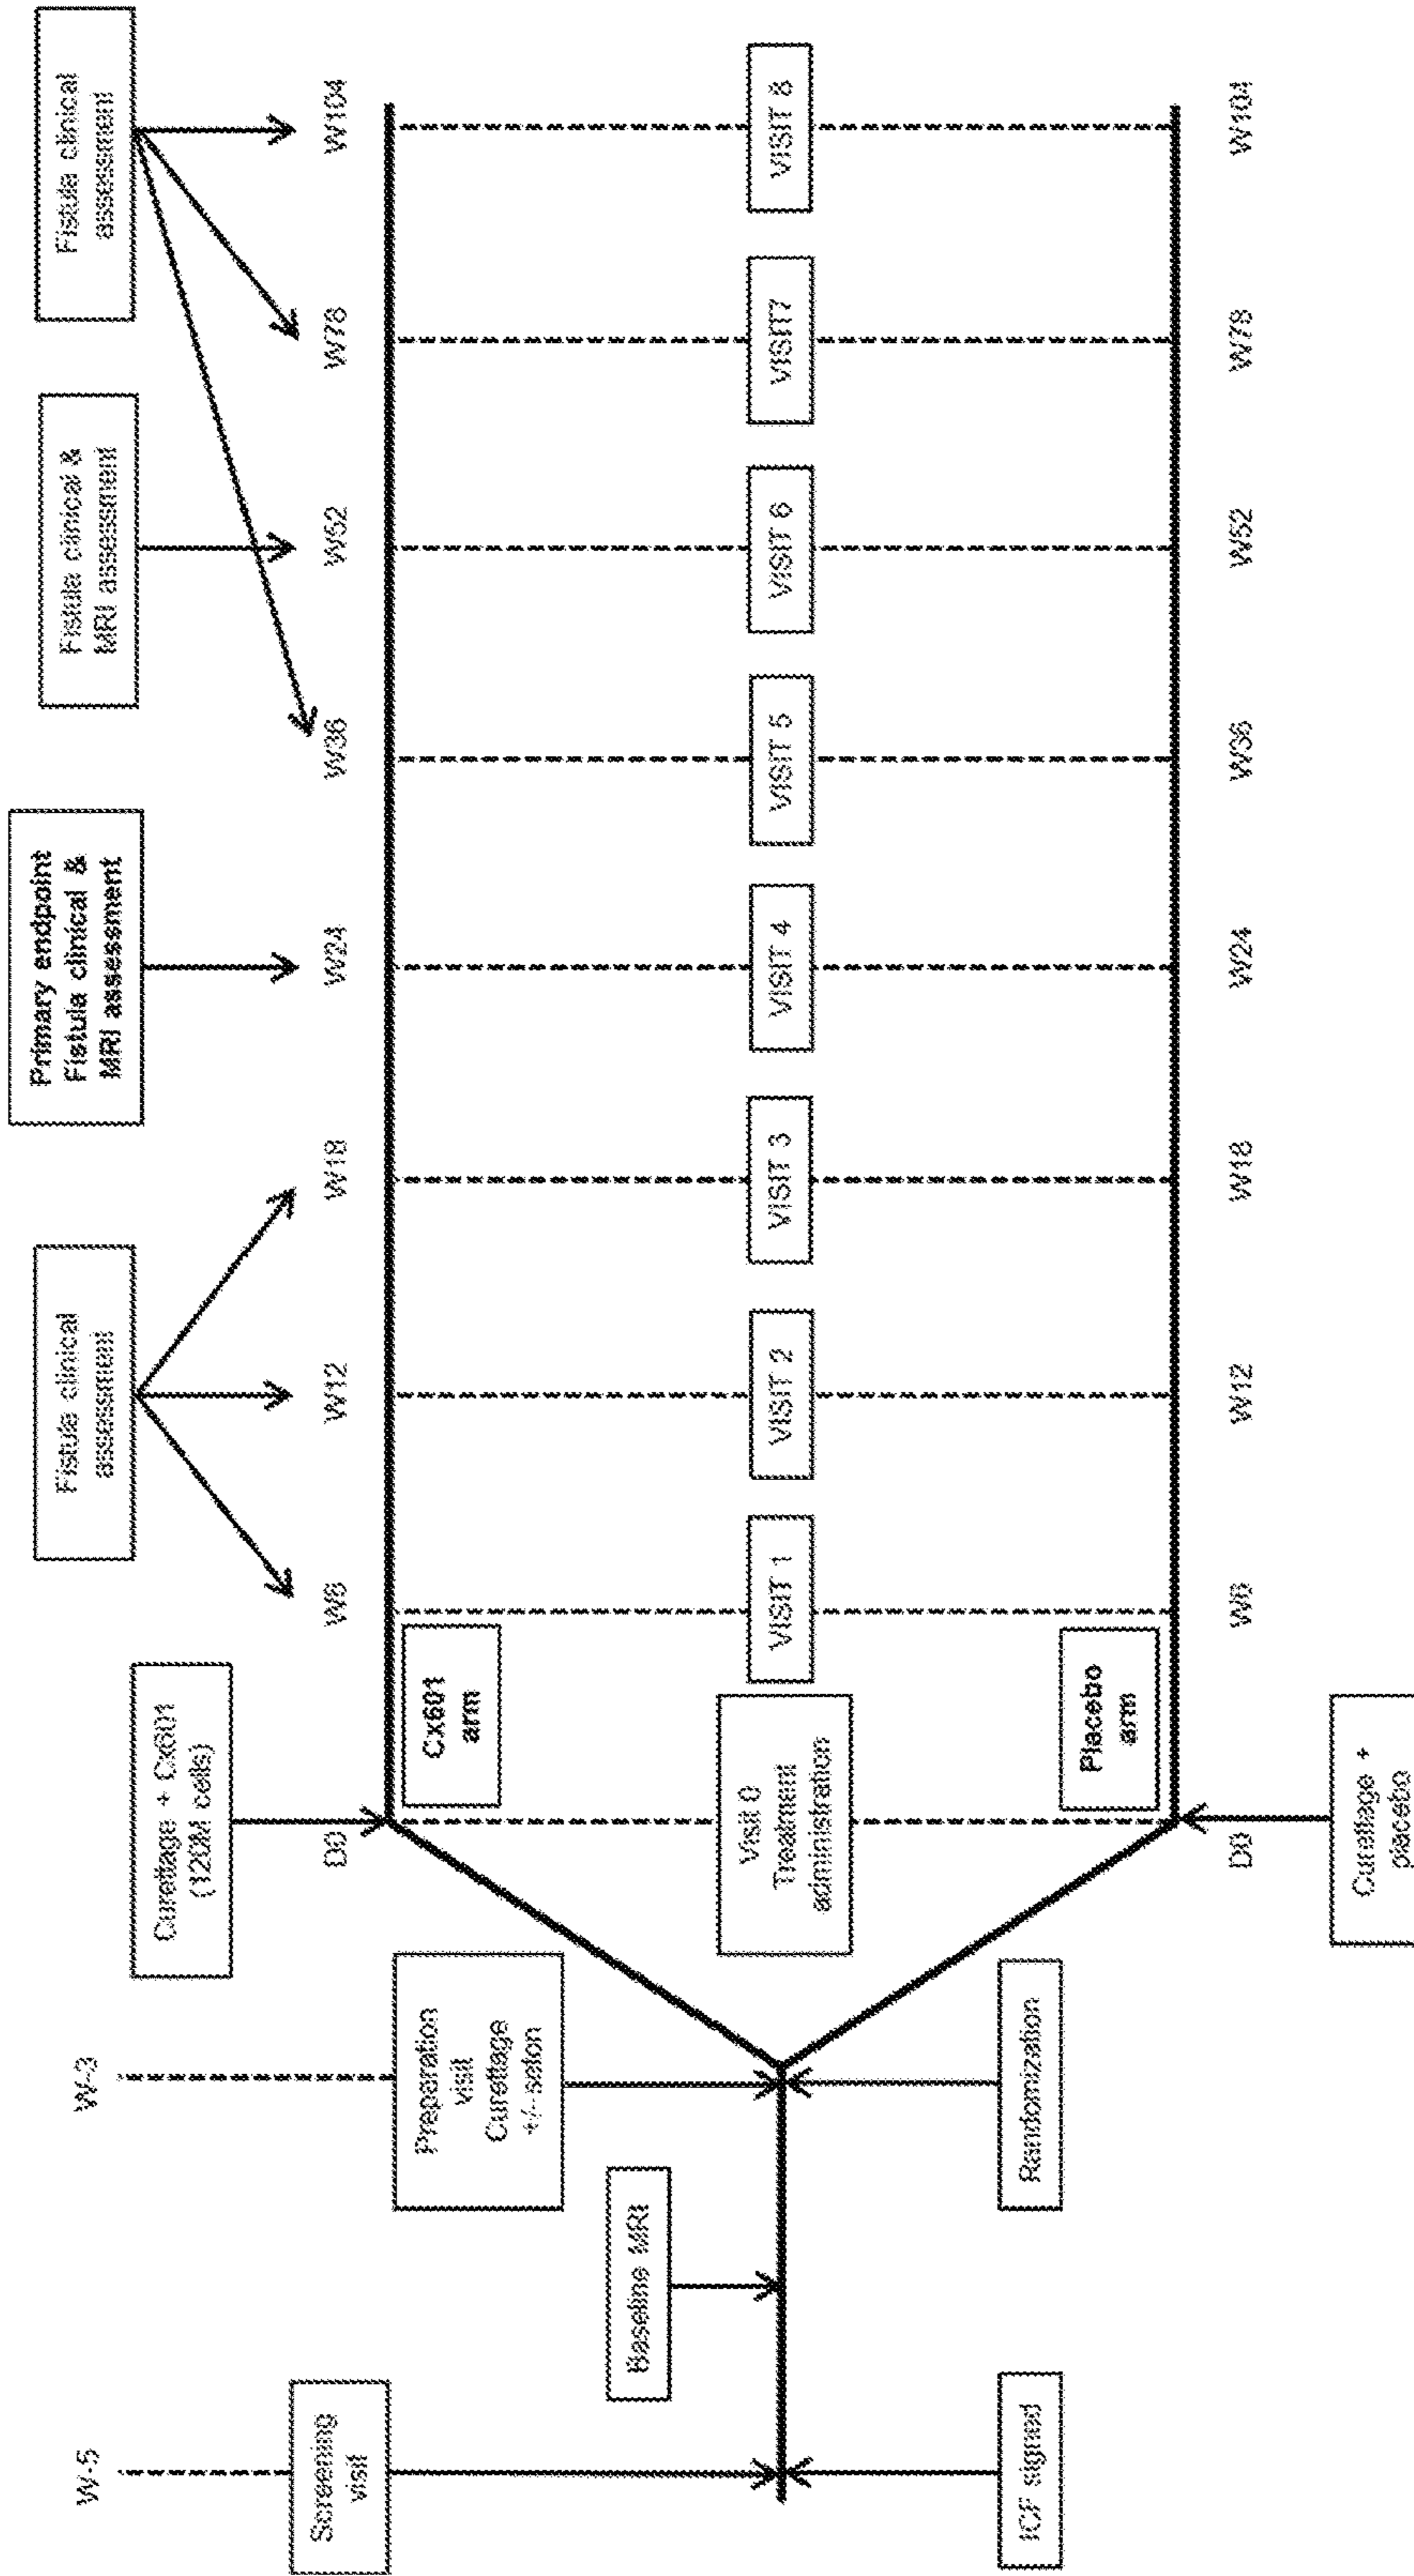 W-5
W-3
Screening
visit
Preparation
visit
Curettage
+/- seton
Baseline MRI
ICF signed
Randomization
Curettage + Cx601
(120M cells)
Fistula clinical
assessment
Primary endpoint
Fistula clinical &
MRI assessment
Fistula clinical &
MRI assessment
Fistula clinical
assessment
D0
W6
W12
W18
W24
W36
W52
W78
W104
Cx601
arm
Visit 0
Treatment
administration
VISIT 1
VISIT 2
VISIT 3
VISIT 4
VISIT 5
VISIT 6
VISIT7
VISIT 8
Placebo
arm
D0
W6
W12
W18
W24
W36
W52
W78
W104
Curettage +
placebo